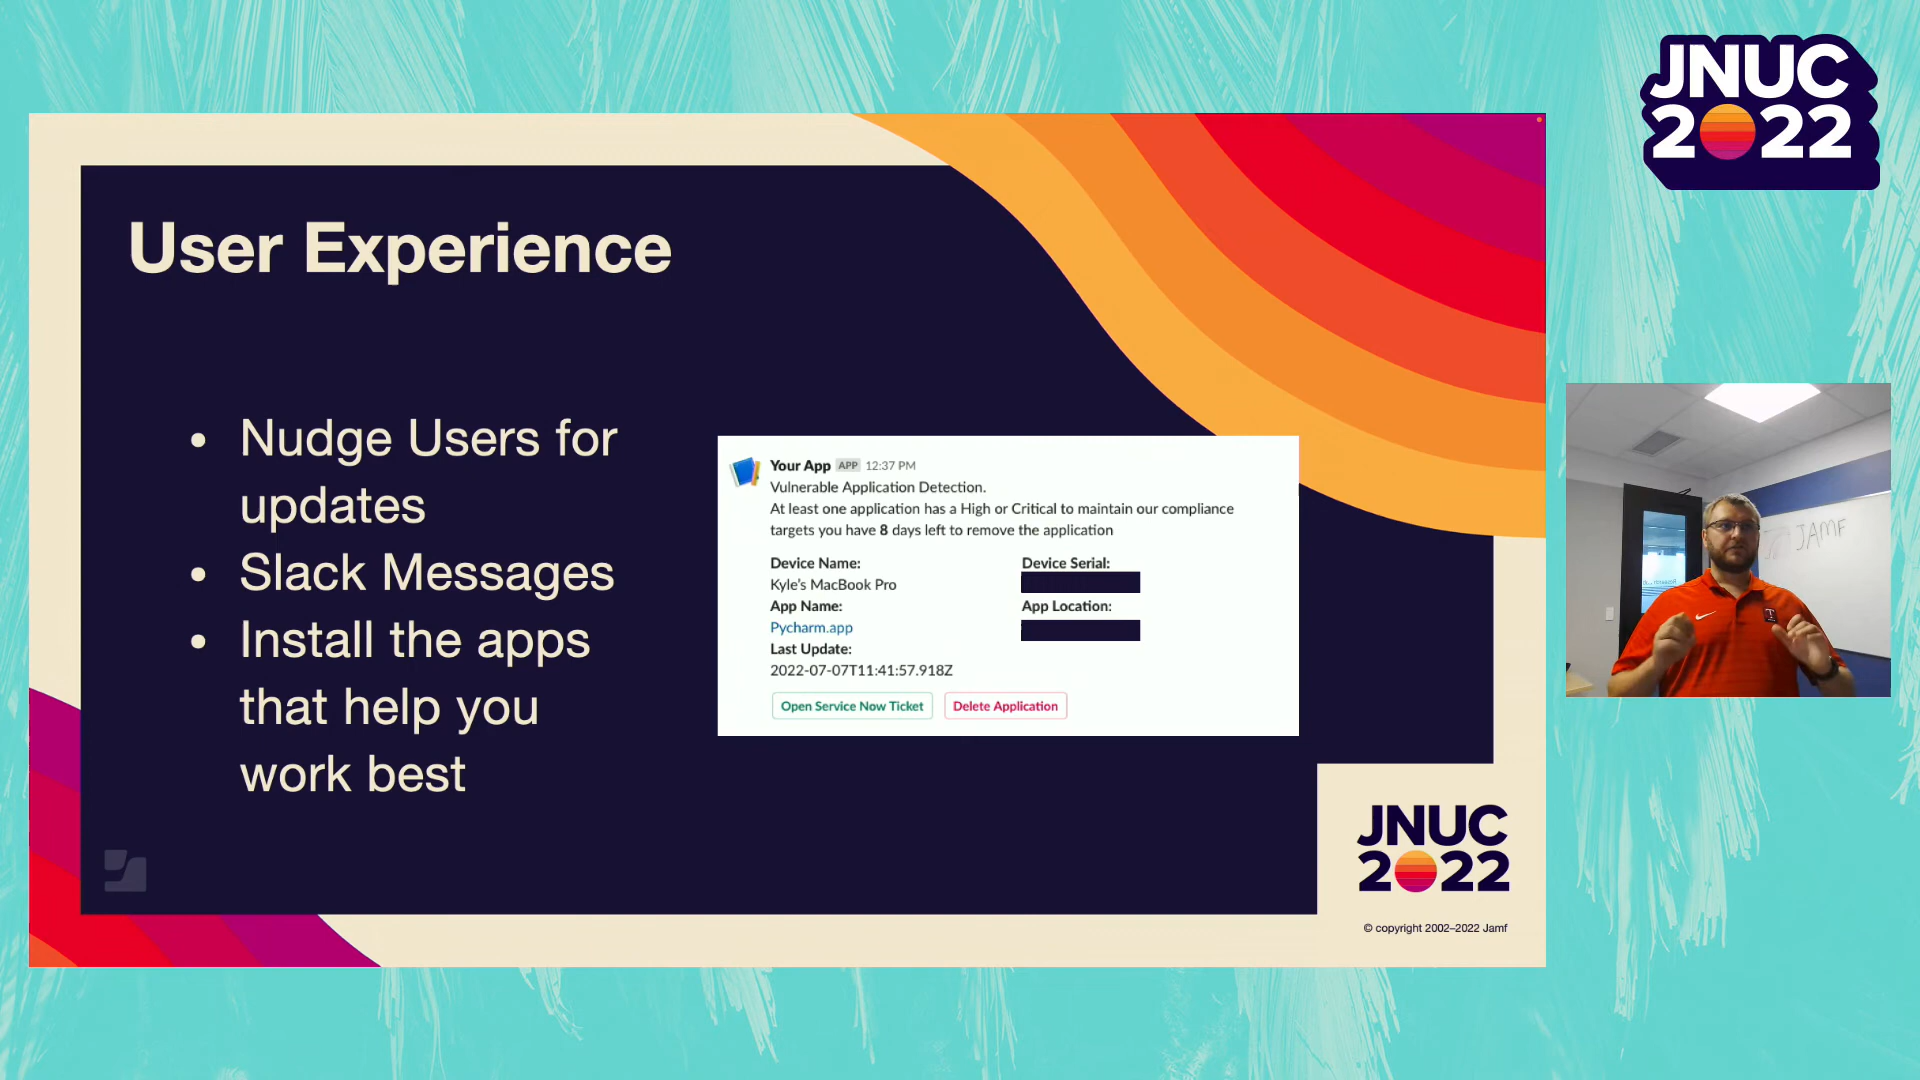 JNUC
2022
User Experience
• Nudge Users for
updates
• Slack Messages
• Install the apps
that help you
work best
Your App APP 12:37 PM
Vulnerable Application Detection.
At least one application has a High or Critical to maintain our compliance
targets you have 8 days left to remove the application
Device Name:
Kyle's MacBook Pro
Device Serial:
App Name:
Pycharm.app
App Location:
Last Update:
2022-07-07T11:41:57.918Z
Open Service Now Ticket
Delete Application
JAMF
JNUC
2022
© copyright 2002–2022 Jamf